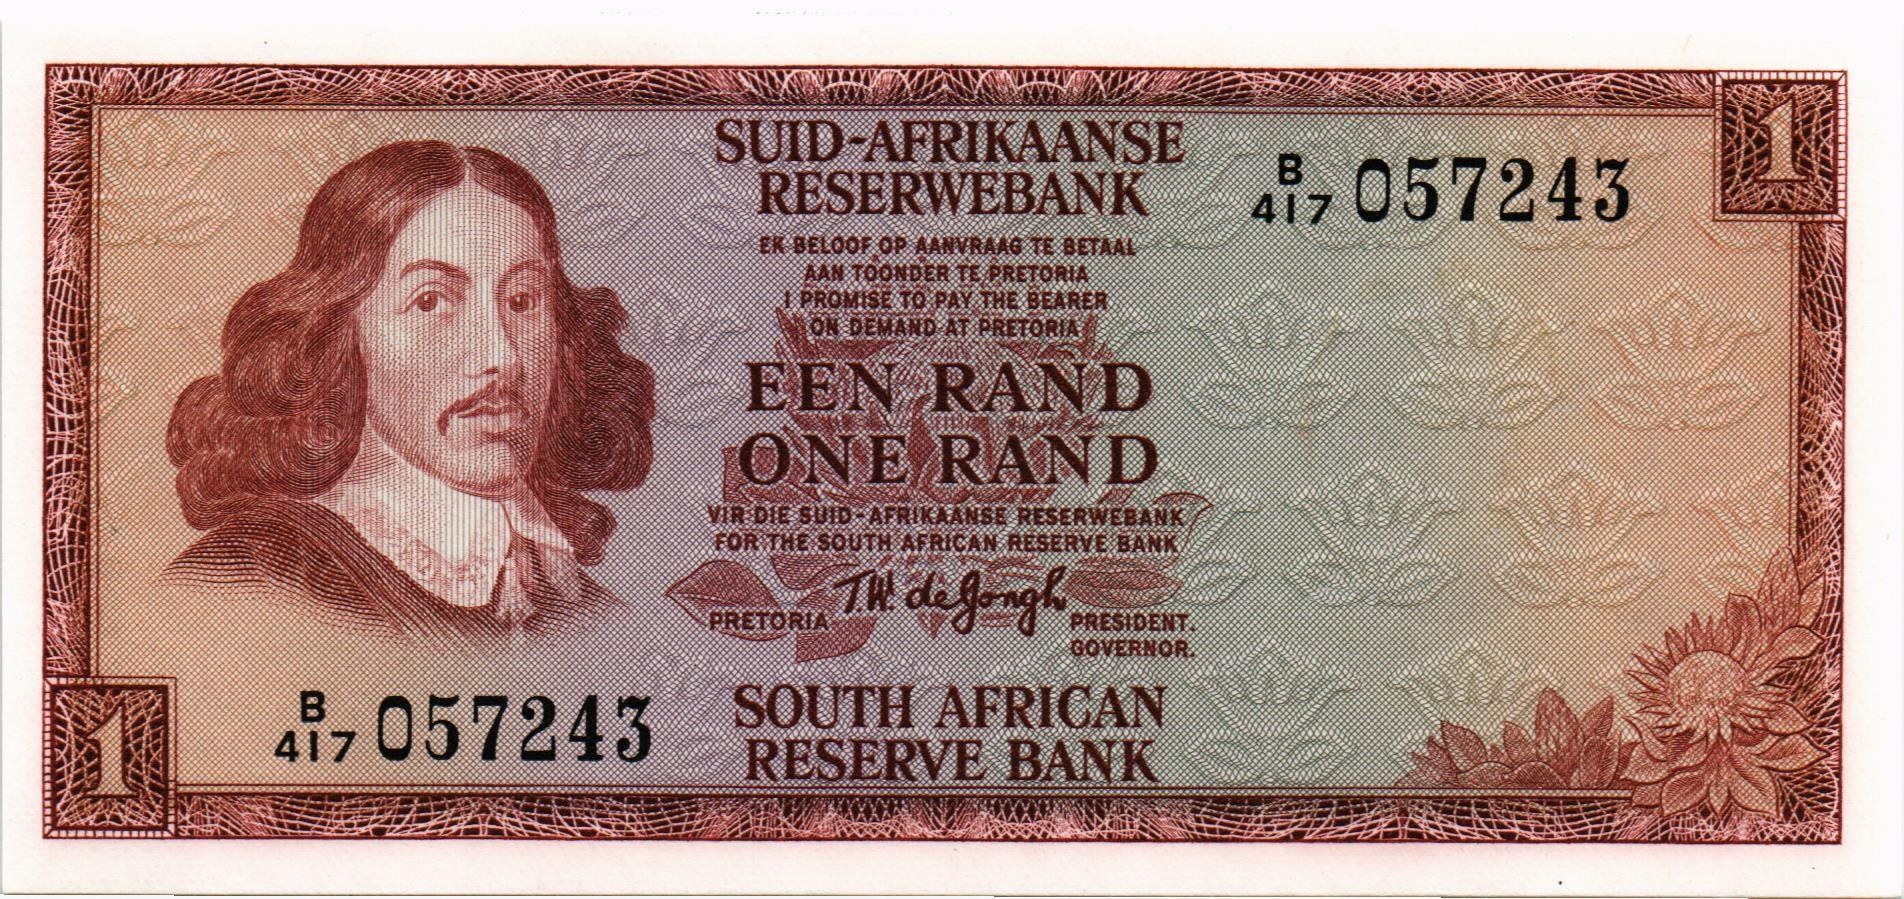 1
SUID-AFRIKAANSE
RESERWEBANK
B
417 057243
EK BELOOF OP AANVRAAG TE BETAAL
AAN TOONDER TE PRETORIA
I PROMISE TO PAY THE BEARER
ON DEMAND AT PRETORIA
EEN RAND
ONE RAND
VIR DIE SUID-AFRIKAANSE RESERWEBANK
FOR THE SOUTH AFRICAN RESERVE BANK
T.W. de Jongh
PRETORIA PRESIDENT.
GOVERNOR.
B
417 057243
SOUTH AFRICAN
RESERVE BANK
1